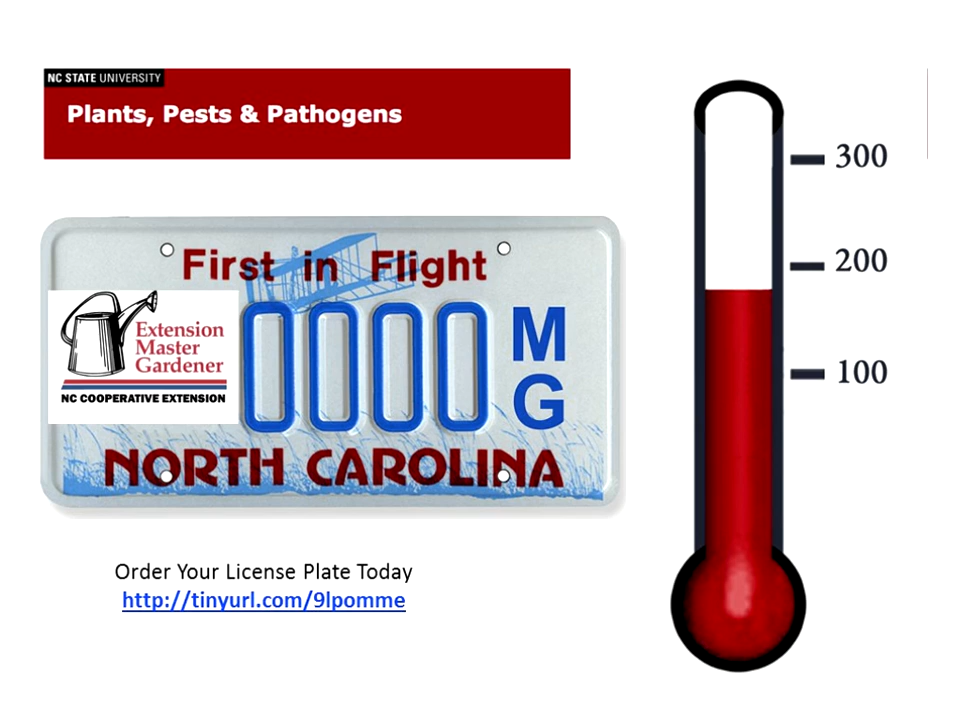 NC STATE UNIVERSITY
Plants, Pests & Pathogens
First in Flight
Extension
Master
Gardener
NC COOPERATIVE EXTENSION
0000
M
G
NORTH CAROLINA
Order Your License Plate Today
http://tinyurl.com/9lpomme
300
200
100